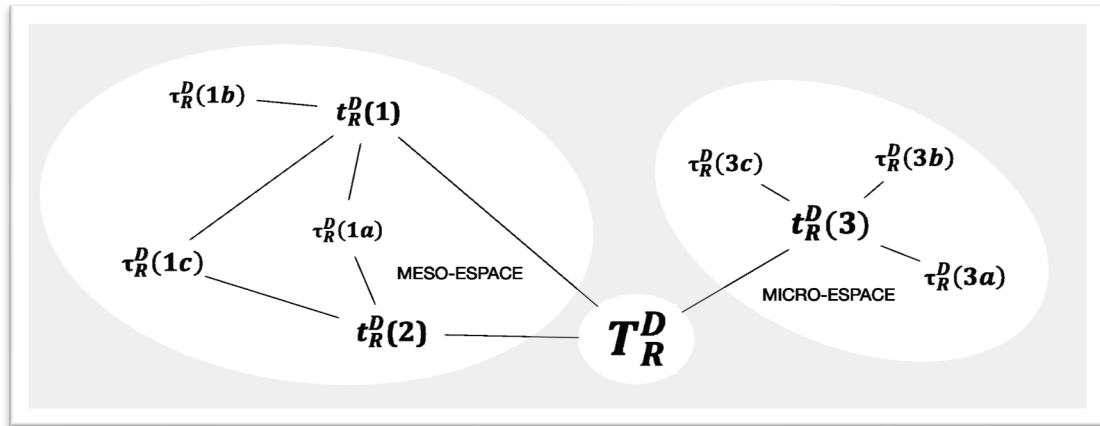 τ_R^D(1b)
t_R^D(1)
τ_R^D(3c)
τ_R^D(3b)
t_R^D(3)
τ_R^D(1a)
τ_R^D(1c)
MESO-ESPACE
τ_R^D(3a)
MICRO-ESPACE
t_R^D(2)
T_R^D